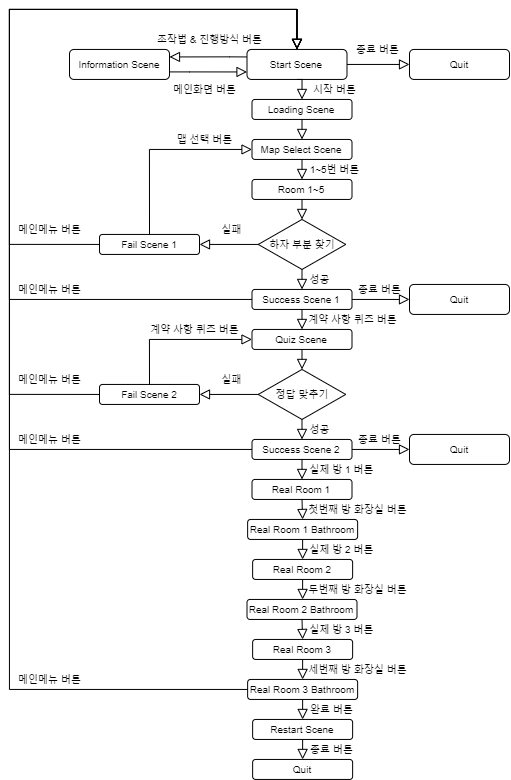 조작법 & 진행방식 버튼
종료 버튼
Information Scene
Start Scene
Quit
메인화면 버튼
시작 버튼
Loading Scene
맵 선택 버튼
Map Select Scene
1~5번 버튼
Room 1~5
메인메뉴 버튼
실패
Fail Scene 1
하자 부분 찾기
성공
메인메뉴 버튼
종료 버튼
Success Scene 1
Quit
계약 사항 퀴즈 버튼
계약 사항 퀴즈 버튼
Quiz Scene
메인메뉴 버튼
실패
Fail Scene 2
정답 맞추기
성공
메인메뉴 버튼
종료 버튼
Success Scene 2
Quit
실제 방 1 버튼
Real Room 1
첫번째 방 화장실 버튼
Real Room 1 Bathroom
실제 방 2 버튼
Real Room 2
두번째 방 화장실 버튼
Real Room 2 Bathroom
실제 방 3 버튼
Real Room 3
세번째 방 화장실 버튼
메인메뉴 버튼
Real Room 3 Bathroom
완료 버튼
Restart Scene
종료 버튼
Quit